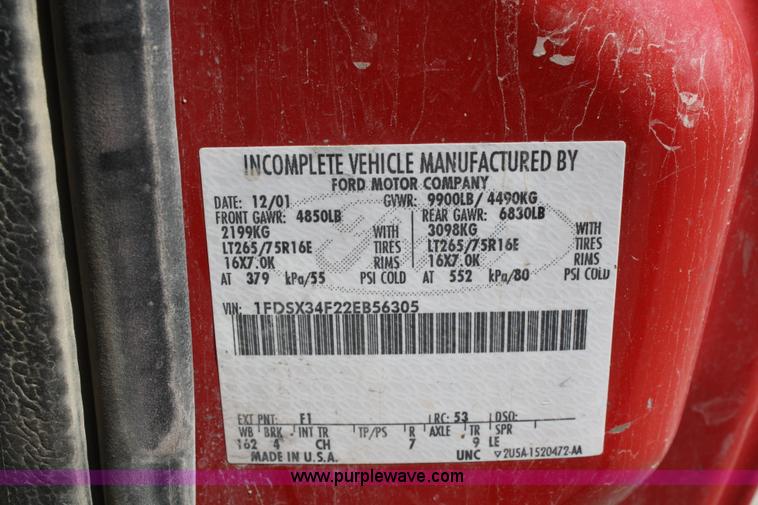 INCOMPLETE VEHICLE MANUFACTURED BY
FORD MOTOR COMPANY
DATE: 12/01 GVWR: 9900LB/ 4490KG
FRONT GAWR: 4850LB REAR GAWR: 6830LB
2199KG WITH 3098KG WITH
LT265/75R16E TIRES LT265/75R16E TIRES
16X7.0K RIMS 16X7.0K RIMS
AT 379 kPa/55 PSI COLD AT 552 kPa/80 PSI COLD
VIN: 1FDSX34F22EB56305
EXT PNT: F1 RC: 53 DSO:
WB BRK INT TR TP/PS R AXLE TR SPR
162 4 CH 7 9 LE
MADE IN U.S.A. UNC ▽2U5A-1520472-AA
www.purplewave.com